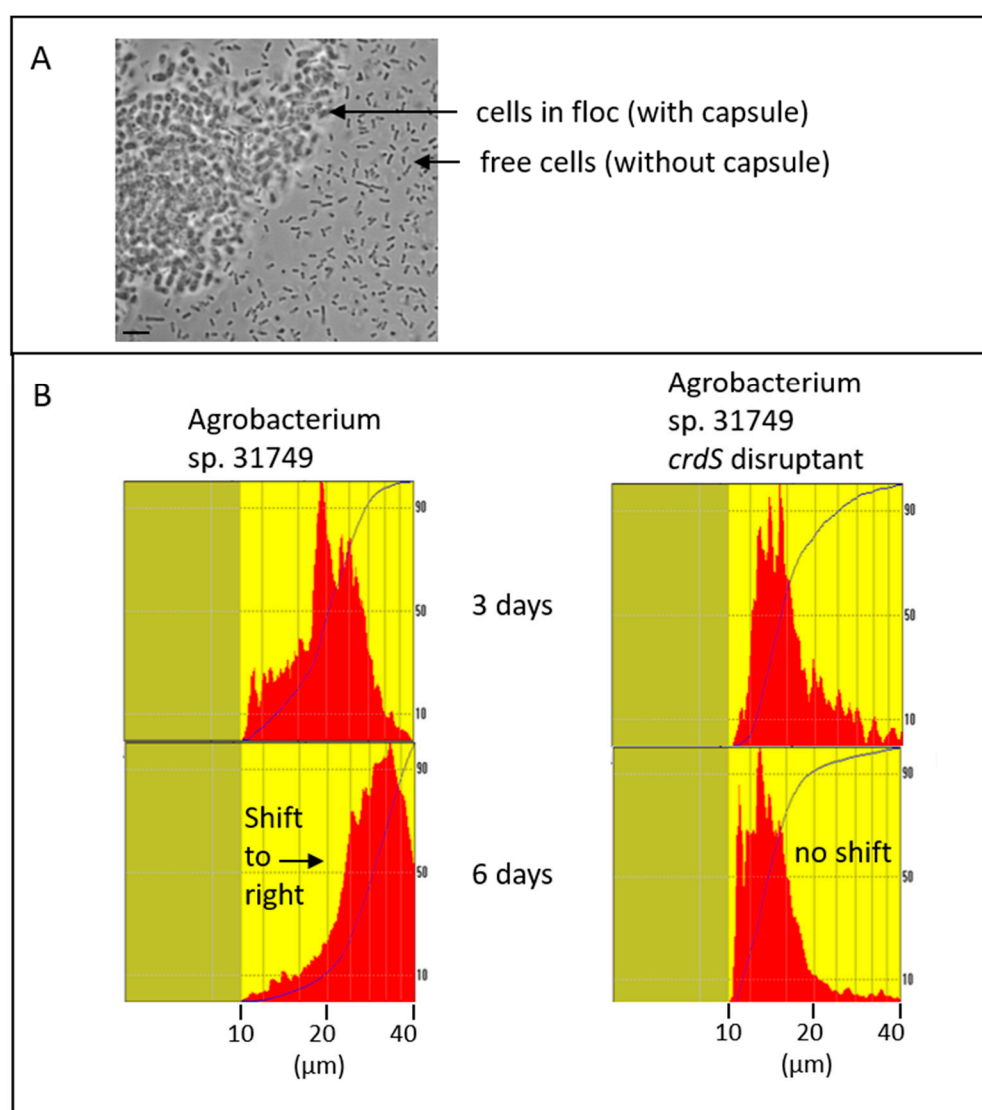 A
cells in floc (with capsule)
free cells (without capsule)
B
Agrobacterium
sp. 31749
Agrobacterium
sp. 31749
crdS disruptant
90
50
10
3 days
90
50
10
Shift
to
right
90
50
10
6 days
no shift
90
50
10
10 20 40
(μm)
10 20 40
(μm)